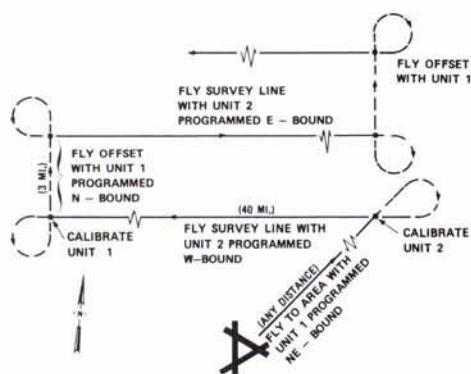 FLY OFFSET
WITH UNIT 1
FLY SURVEY LINE
WITH UNIT 2
PROGRAMMED E – BOUND
FLY OFFSET
WITH UNIT 1
PROGRAMMED
N – BOUND
(3 MI.)
(40 MI.)
CALIBRATE
UNIT 1
FLY SURVEY LINE WITH
UNIT 2 PROGRAMMED
W-BOUND
CALIBRATE
UNIT 2
(ANY DISTANCE)
FLY TO AREA WITH
UNIT 1 PROGRAMMED
NE – BOUND